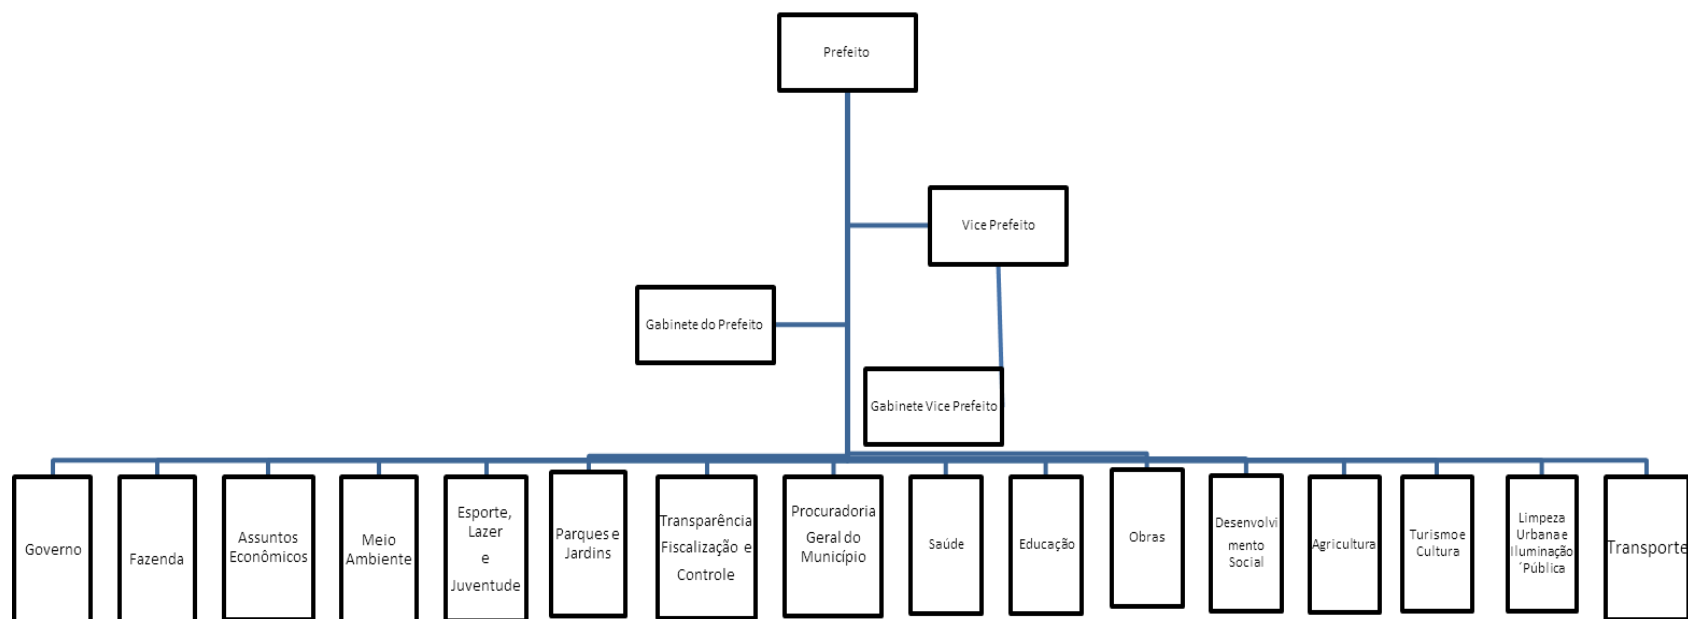 Prefeito
Vice Prefeito
Gabinete do Prefeito
Gabinete Vice Prefeito
Governo
Fazenda
Assuntos
Econômicos
Meio
Ambiente
Esporte,
Lazer
e
Juventude
Parques e
Jardins
Transparência
Fiscalização e
Controle
Procuradoria
Geral do
Município
Saúde
Educação
Obras
Desenvolvi
mento
Social
Agricultura
Turismo e
Cultura
Limpeza
Urbana e
Iluminação
´Pública
Transporte